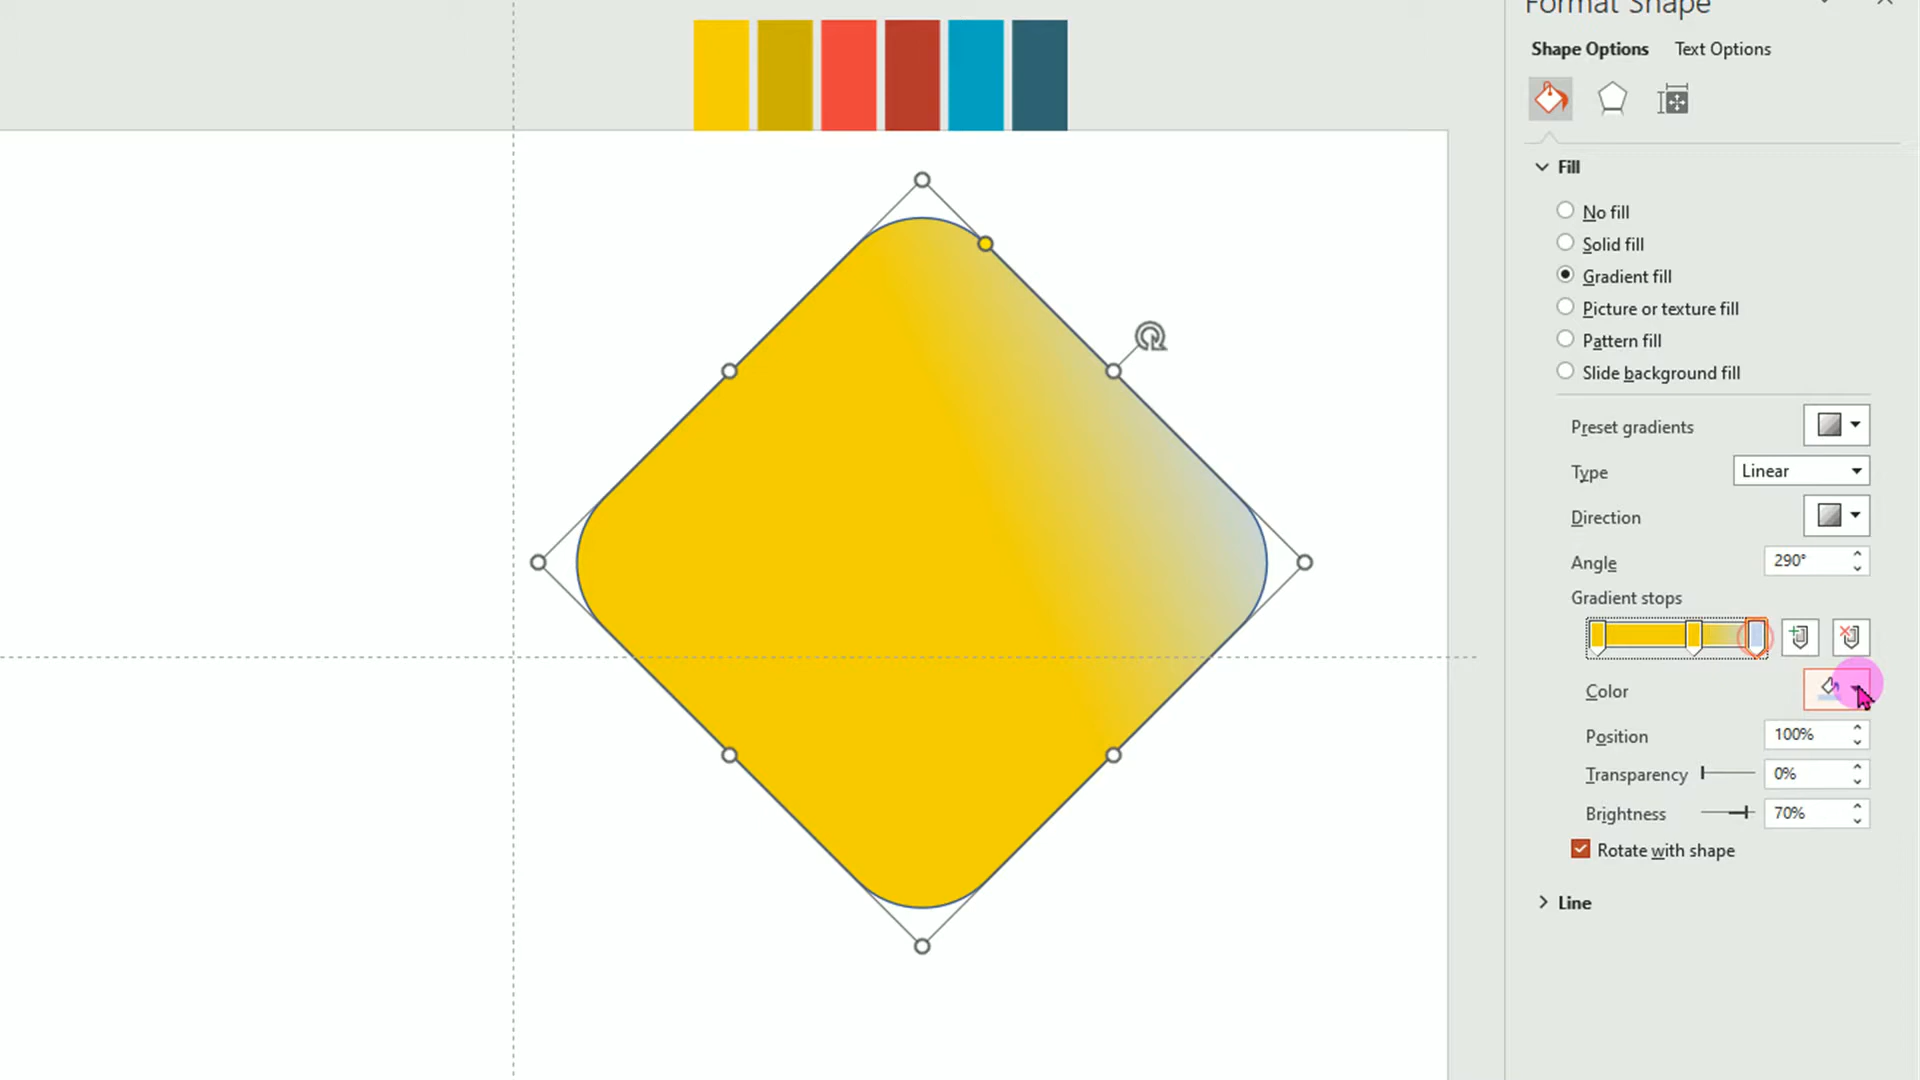 Format Shape
Shape Options Text Options
Fill
No fill
Solid fill
Gradient fill
Picture or texture fill
Pattern fill
Slide background fill
Preset gradients
Type Linear
Direction
Angle 290°
Gradient stops
Color
Position 100%
Transparency 0%
Brightness 70%
Rotate with shape
Line